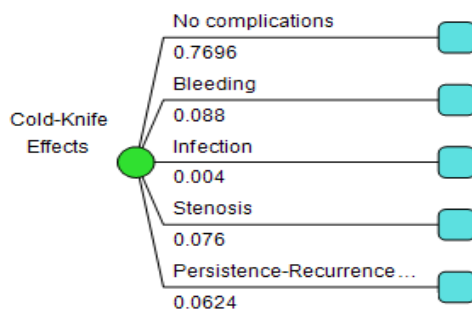 No complications
0.7696
Bleeding
0.088
Cold-Knife
Effects
Infection
0.004
Stenosis
0.076
Persistence-Recurrence...
0.0624